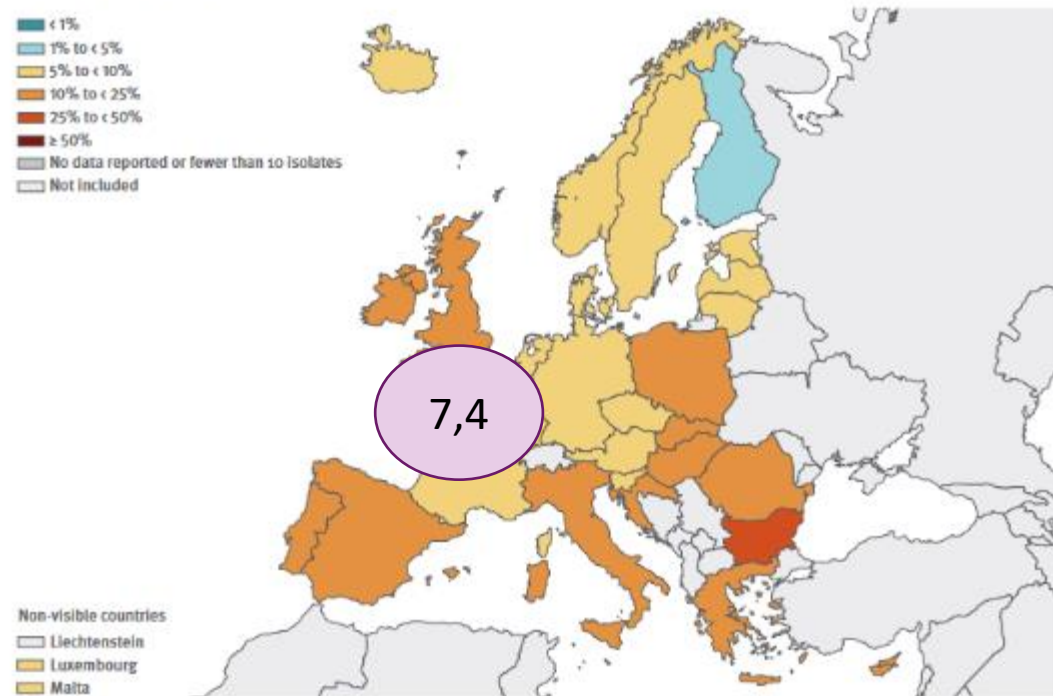 < 1%
1% to < 5%
5% to < 10%
10% to < 25%
25% to < 50%
≥ 50%
No data reported or fewer than 10 isolates
Not included
7,4
Non-visible countries
Liechtenstein
Luxembourg
Malta